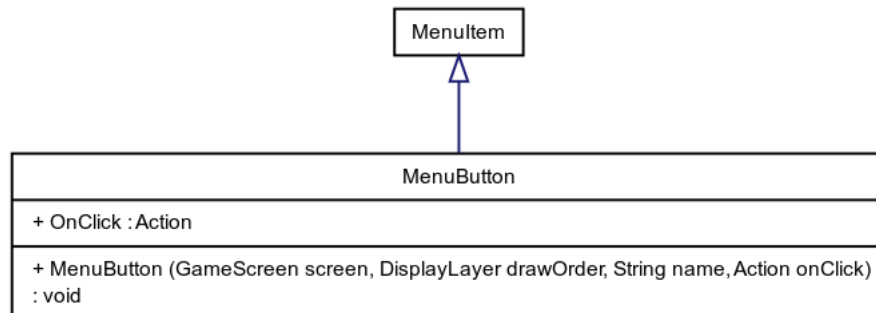 MenuItem
MenuButton
+ OnClick : Action
+ MenuButton (GameScreen screen, DisplayLayer drawOrder, String name, Action onClick)
: void